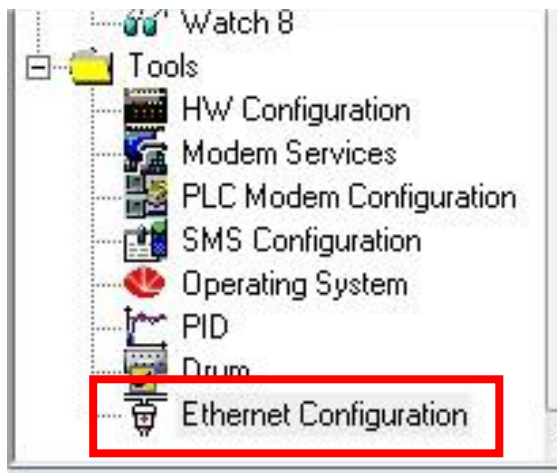 Watch 8
Tools
HW Configuration
Modem Services
PLC Modem Configuration
SMS Configuration
Operating System
PID
Drum
Ethernet Configuration